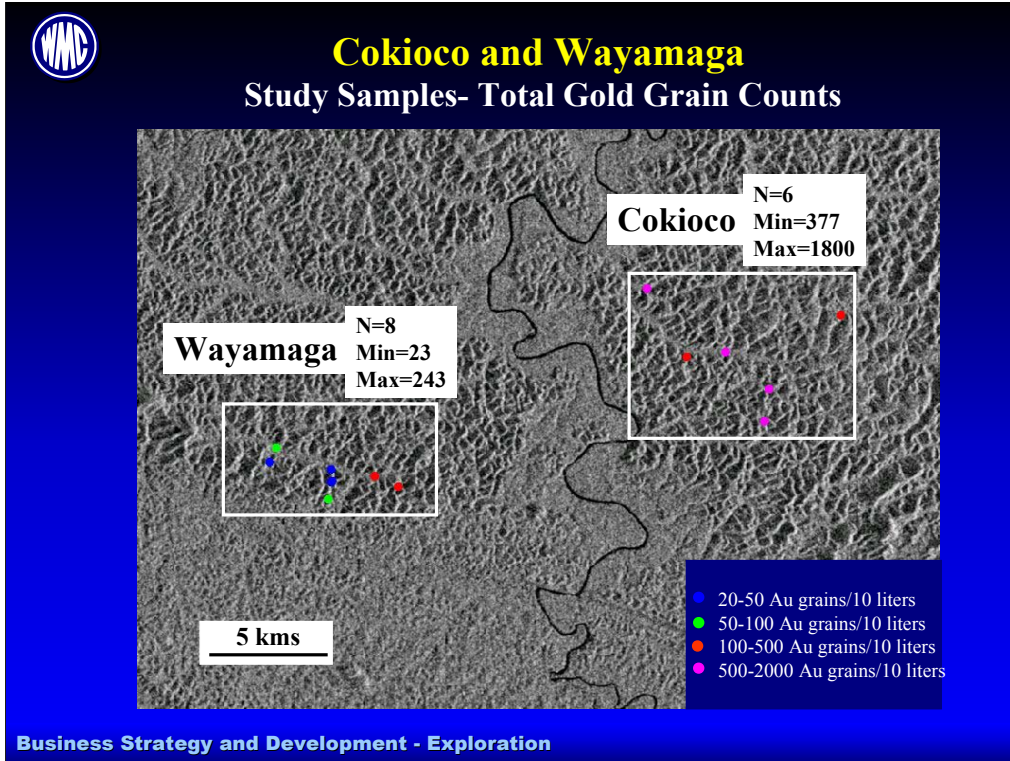 WMC
Cokioco and Wayamaga
Study Samples- Total Gold Grain Counts
Cokioco
N=6
Min=377
Max=1800
Wayamaga
N=8
Min=23
Max=243
20-50 Au grains/10 liters
50-100 Au grains/10 liters
100-500 Au grains/10 liters
500-2000 Au grains/10 liters
5 kms
Business Strategy and Development - Exploration